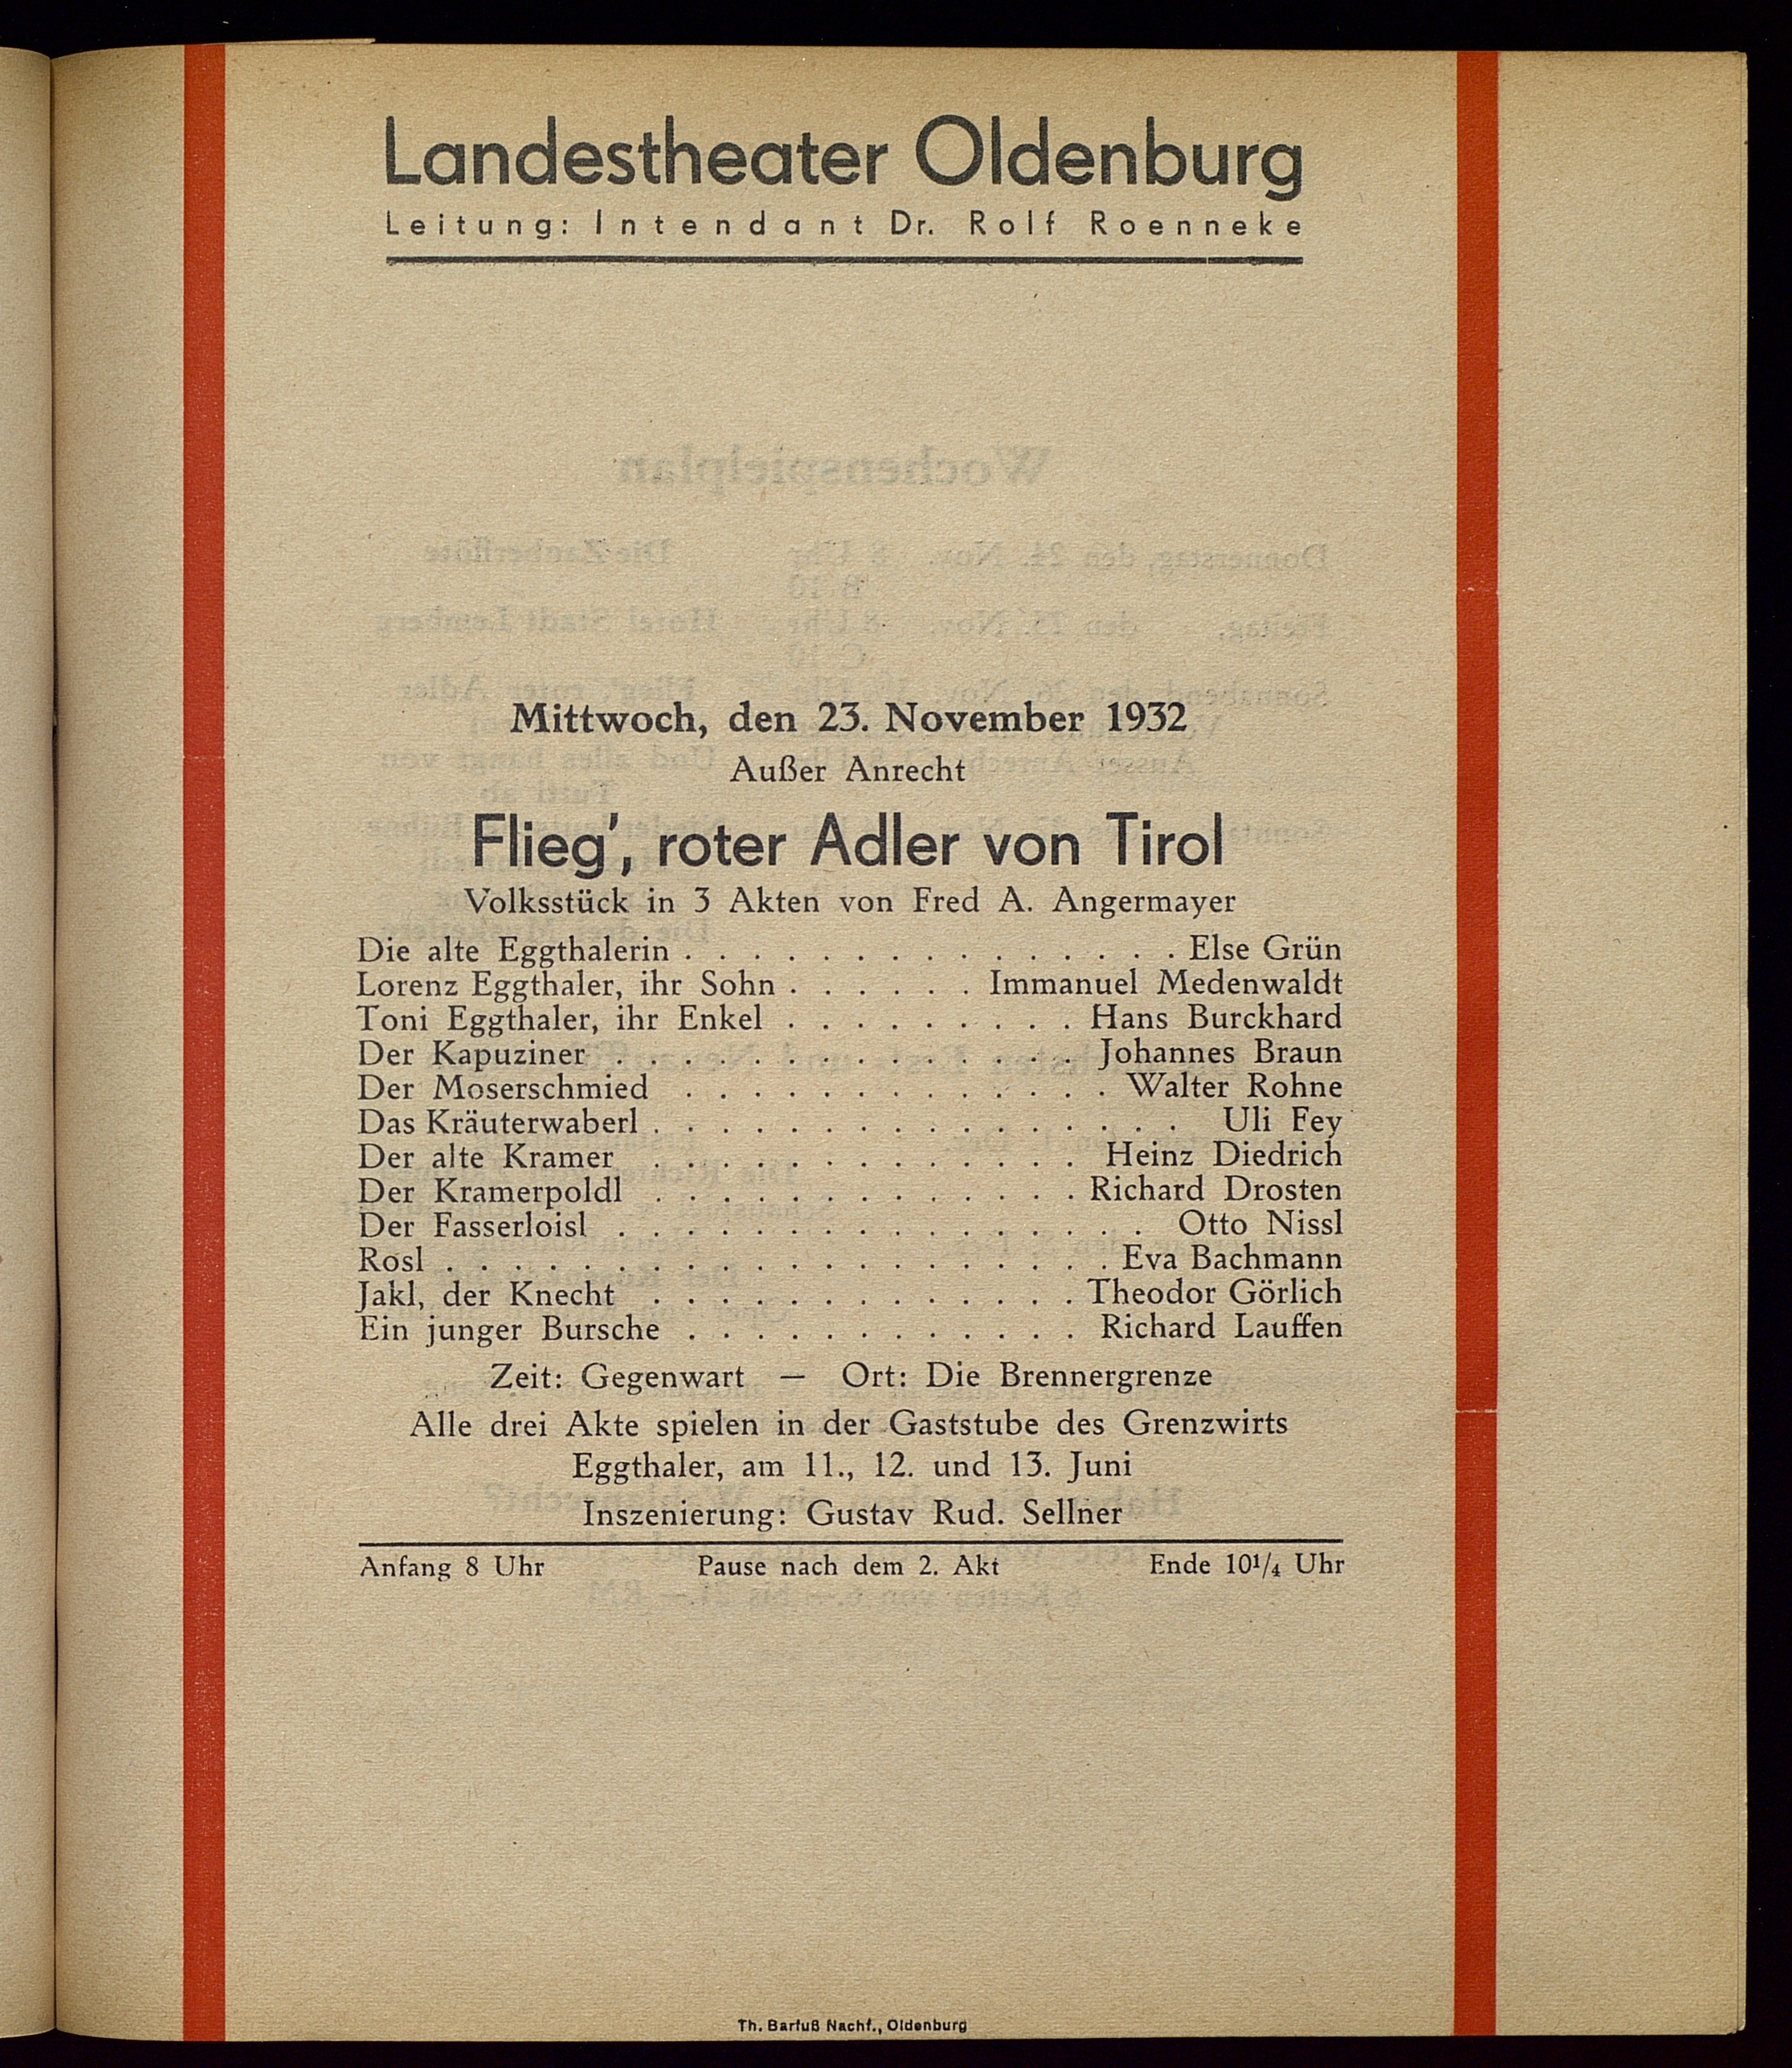 Landestheater Oldenburg
Leitung: Intendant Dr. Rolf Roenneke
Mittwoch, den 23. November 1932
Außer Anrecht
Flieg', roter Adler von Tirol
Volksstück in 3 Akten von Fred A. Angermayer
Die alte Eggthalerin . . . . . . . . . . . . . . . Else Grün
Lorenz Eggthaler, ihr Sohn . . . . . . Immanuel Medenwaldt
Toni Eggthaler, ihr Enkel . . . . . . . . . Hans Burckhard
Der Kapuziner . . . . . . . . . . . . . . Johannes Braun
Der Moserschmied . . . . . . . . . . . . . Walter Rohne
Das Kräuterwaberl . . . . . . . . . . . . . . . . Uli Fey
Der alte Kramer . . . . . . . . . . . . . Heinz Diedrich
Der Kramerpoldl . . . . . . . . . . . . . Richard Drosten
Der Fasserloisl . . . . . . . . . . . . . . . . Otto Nissl
Rosl . . . . . . . . . . . . . . . . . . . . Eva Bachmann
Jakl, der Knecht . . . . . . . . . . . . . Theodor Görlich
Ein junger Bursche . . . . . . . . . . . . Richard Lauffen
Zeit: Gegenwart — Ort: Die Brennergrenze
Alle drei Akte spielen in der Gaststube des Grenzwirts
Eggthaler, am 11., 12. und 13. Juni
Inszenierung: Gustav Rud. Sellner
Anfang 8 Uhr Pause nach dem 2. Akt Ende 10¹/₄ Uhr
Th. Barfuß Nachf., Oldenburg